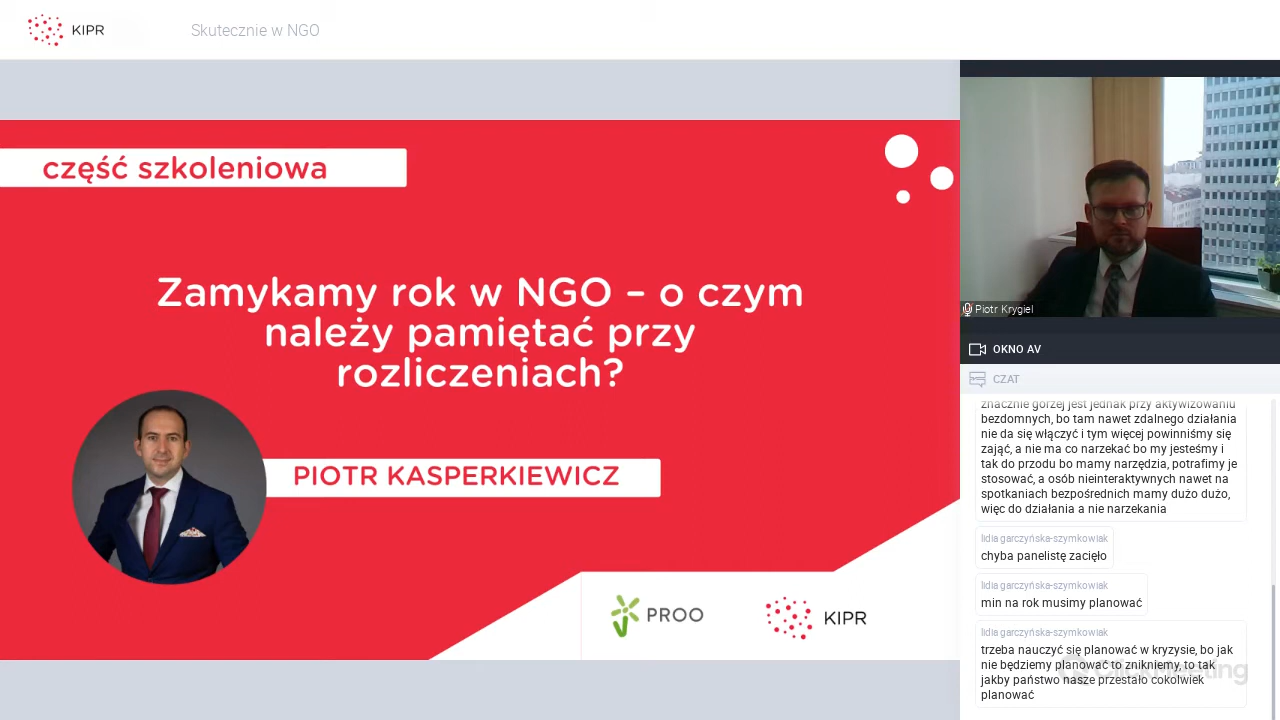 KIPR
Skutecznie w NGO
część szkoleniowa
Zamykamy rok w NGO – o czym
należy pamiętać przy
rozliczeniach?
PIOTR KASPERKIEWICZ
PROO
KIPR
Piotr Krygiel
OKNO AV
CZAT
znacznie gorzej jest jednak przy aktywizowaniu
bezdomnych, bo tam nawet zdalnego działania
nie da się włączyć i tym więcej powinniśmy się
zająć, a nie ma co narzekać bo my jesteśmy i
tak do przodu bo mamy narzędzia, potrafimy je
stosować, a osób nieinteraktywnych nawet na
spotkaniach bezpośrednich mamy dużo dużo,
więc do działania a nie narzekania
lidia garczyńska-szymkowiak
chyba panelistę zacięło
lidia garczyńska-szymkowiak
min na rok musimy planować
lidia garczyńska-szymkowiak
trzeba nauczyć się planować w kryzysie, bo jak
nie będziemy planować to znikniemy, to tak
jakby państwo nasze przestało cokolwiek
planować
ClickMeeting